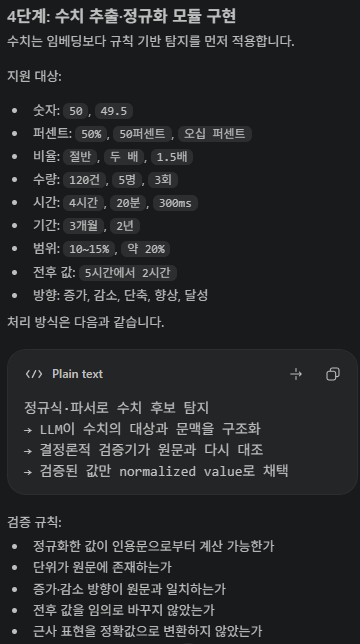 4단계: 수치 추출·정규화 모듈 구현
수치는 임베딩보다 규칙 기반 탐지를 먼저 적용합니다.
지원 대상:
• 숫자: 50, 49.5
• 퍼센트: 50%, 50퍼센트, 오십 퍼센트
• 비율: 절반, 두 배, 1.5배
• 수량: 120건, 5명, 3회
• 시간: 4시간, 20분, 300ms
• 기간: 3개월, 2년
• 범위: 10~15%, 약 20%
• 전후 값: 5시간에서 2시간
• 방향: 증가, 감소, 단축, 향상, 달성
처리 방식은 다음과 같습니다.
</> Plain text
정규식·파서로 수치 후보 탐지
→ LLM이 수치의 대상과 문맥을 구조화
→ 결정론적 검증기가 원문과 다시 대조
→ 검증된 값만 normalized value로 채택
검증 규칙:
• 정규화한 값이 인용문으로부터 계산 가능한가
• 단위가 원문에 존재하는가
• 증가·감소 방향이 원문과 일치하는가
• 전후 값을 임의로 바꾸지 않았는가
• 근사 표현을 정확값으로 변환하지 않았는가